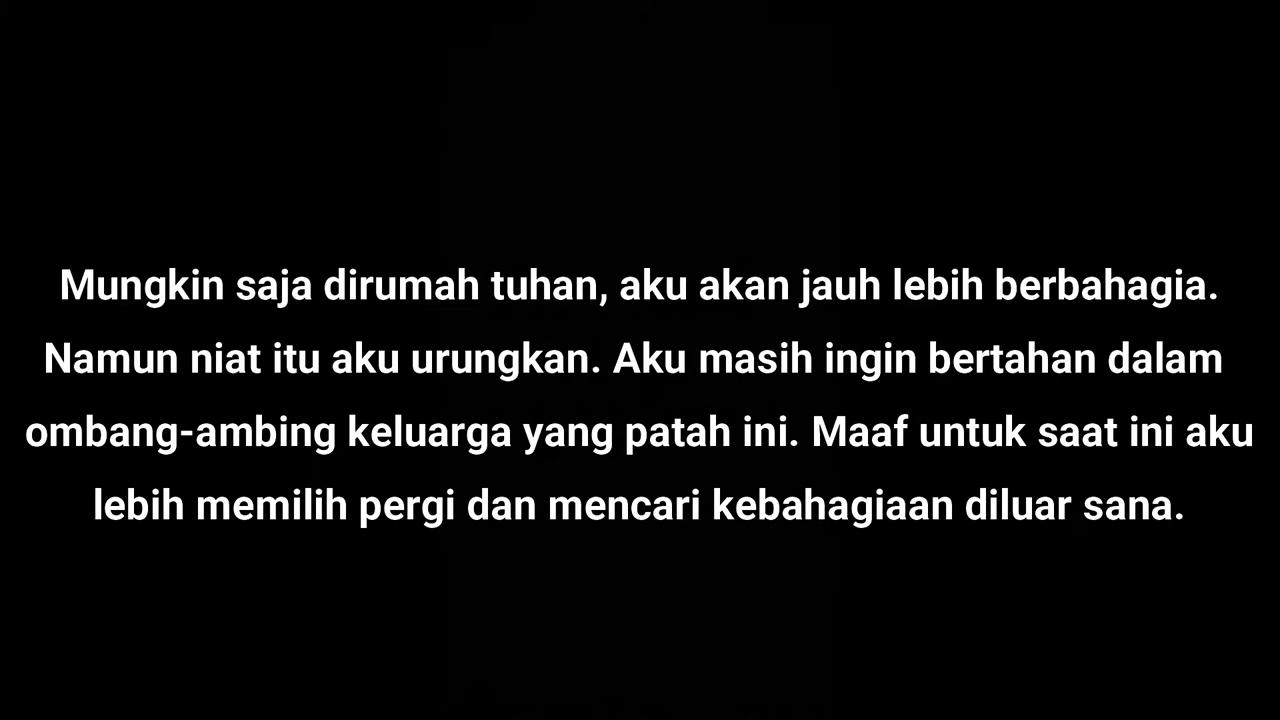 Mungkin saja dirumah tuhan, aku akan jauh lebih berbahagia.
Namun niat itu aku urungkan. Aku masih ingin bertahan dalam
ombang-ambing keluarga yang patah ini. Maaf untuk saat ini aku
lebih memilih pergi dan mencari kebahagiaan diluar sana.